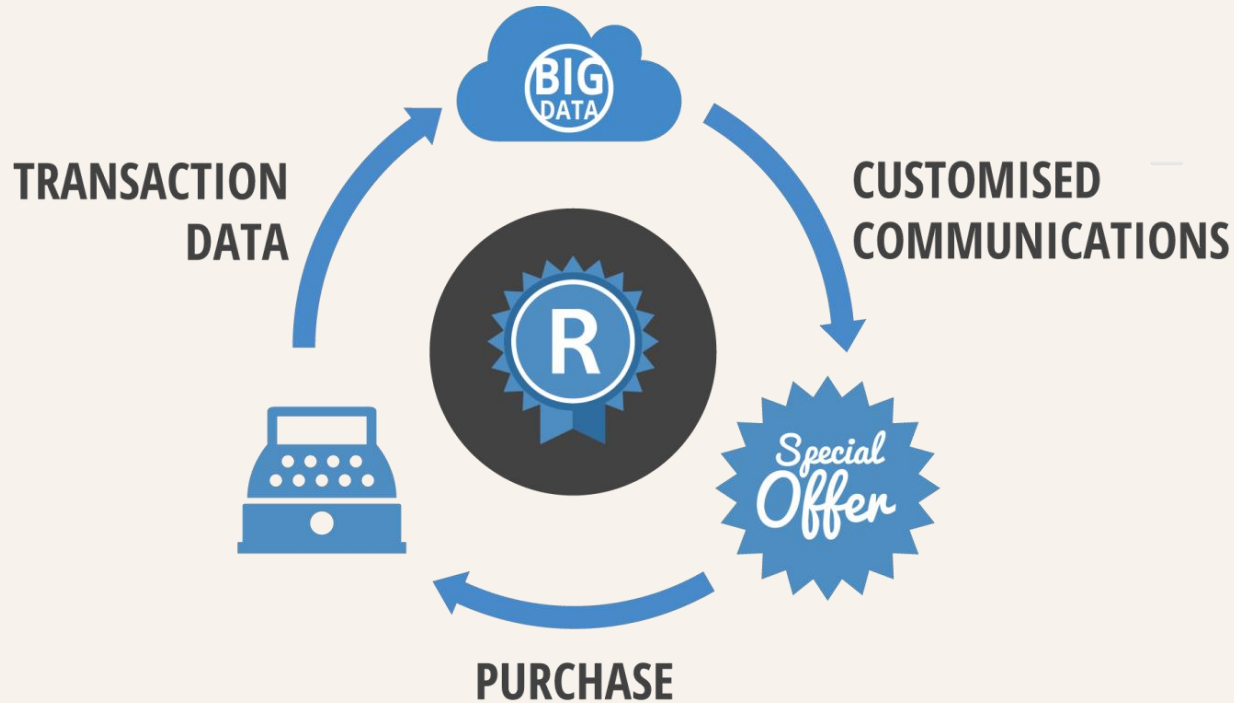 BIG
DATA
TRANSACTION
DATA
CUSTOMISED
COMMUNICATIONS
R
Special
Offer
PURCHASE